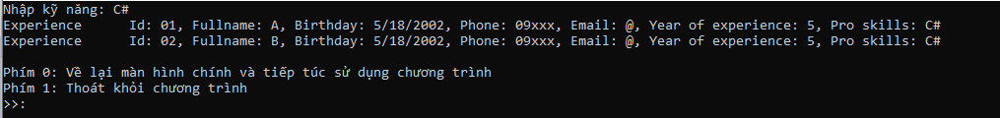 Nhập kỹ năng: C#
Experience      Id: 01, Fullname: A, Birthday: 5/18/2002, Phone: 09xxx, Email: @, Year of experience: 5, Pro skills: C#
Experience      Id: 02, Fullname: B, Birthday: 5/18/2002, Phone: 09xxx, Email: @, Year of experience: 5, Pro skills: C#
Phím 0: Về lại màn hình chính và tiếp túc sử dụng chương trình
Phím 1: Thoát khỏi chương trình
>>: